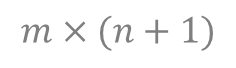 m × (n + 1)